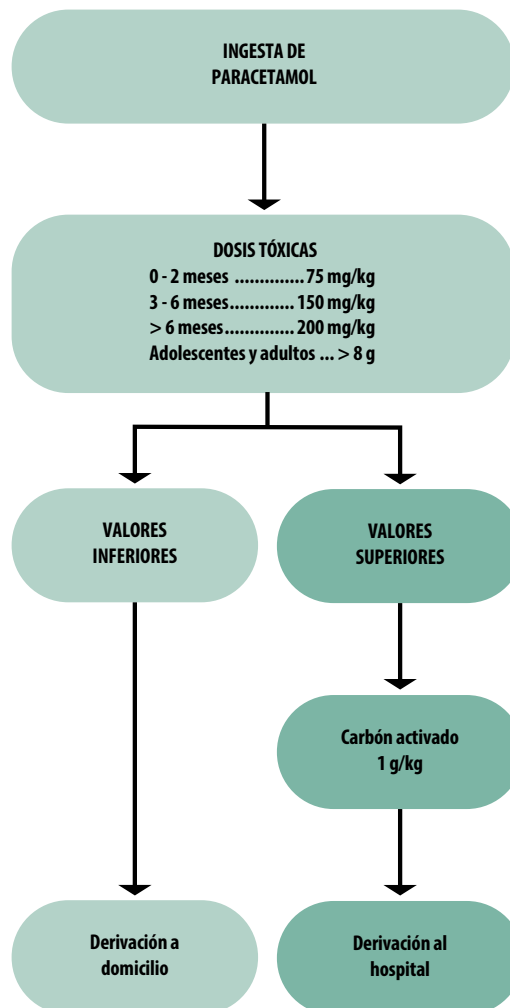 INGESTA DE
PARACETAMOL
DOSIS TÓXICAS
0 - 2 meses ..............75 mg/kg
3 - 6 meses............. 150 mg/kg
> 6 meses.............. 200 mg/kg
Adolescentes y adultos ... > 8 g
VALORES
INFERIORES
VALORES
SUPERIORES
Carbón activado
1 g/kg
Derivación a
domicilio
Derivación al
hospital